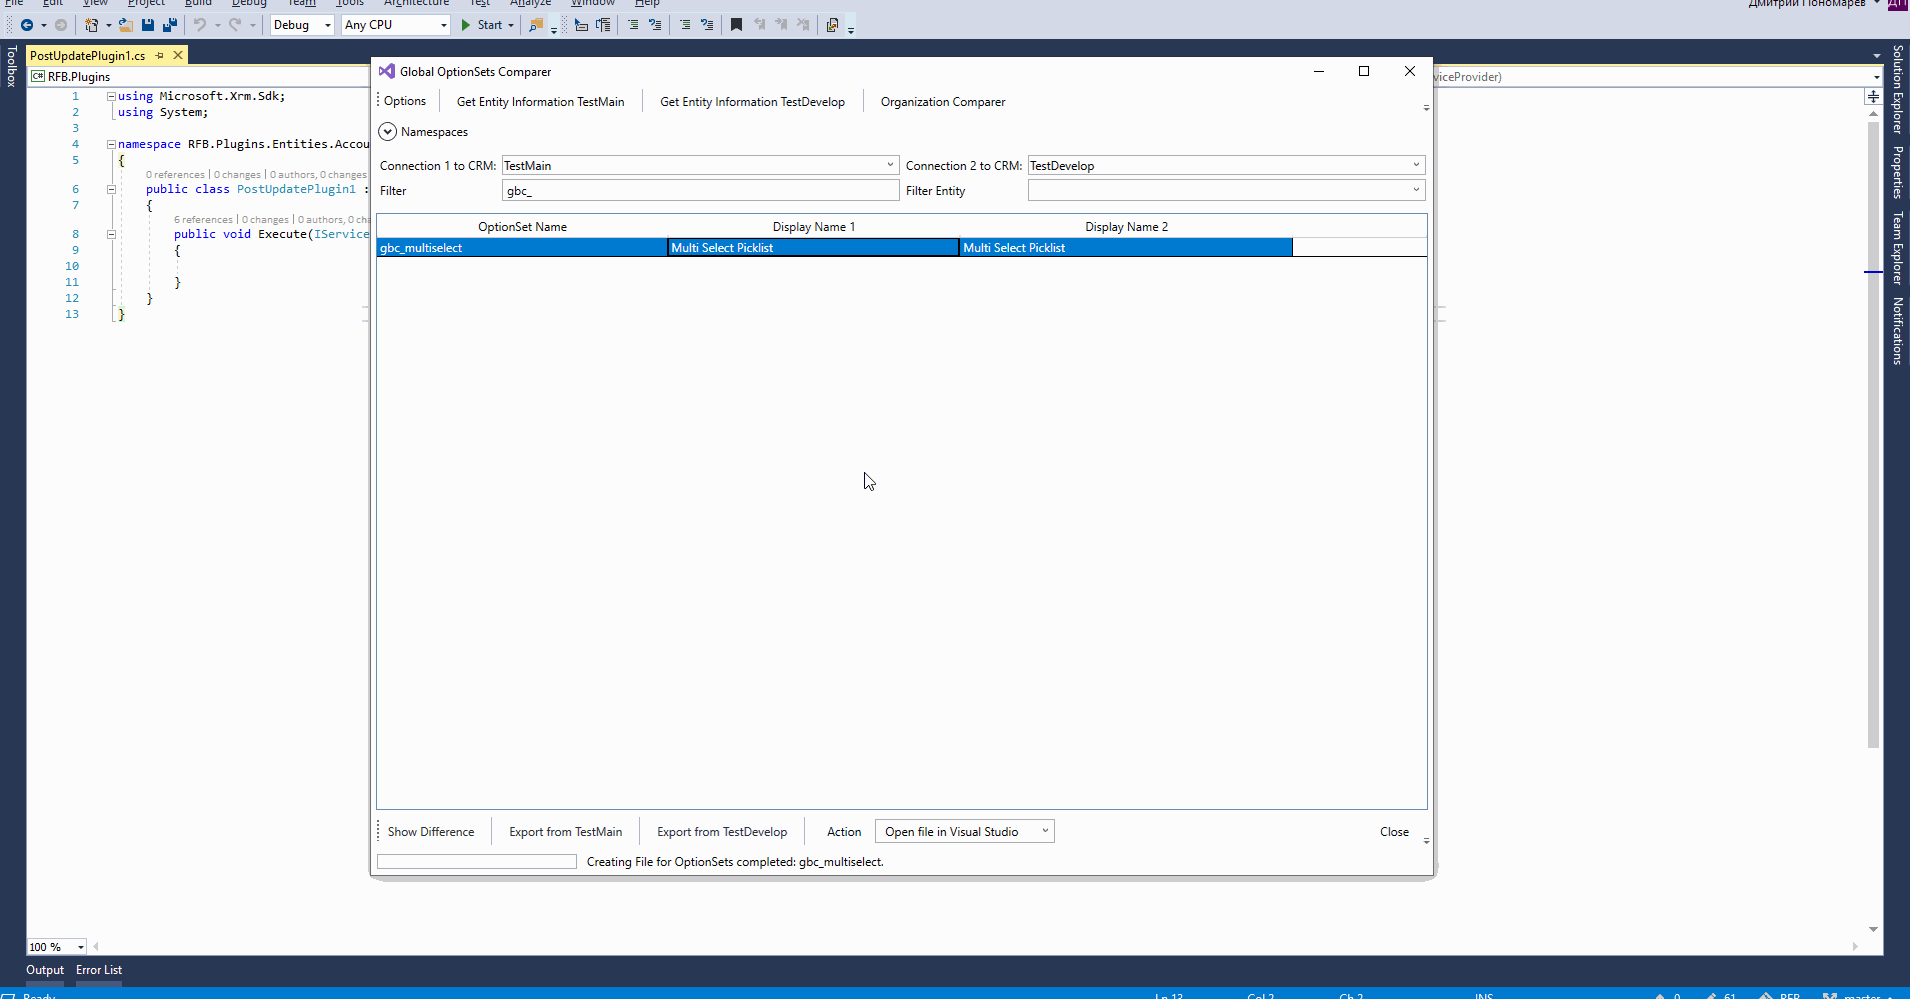 File Edit View Project Build Debug Team Tools Architecture Test Analyze Window Help
Дмитрий Пономарев ДП
Debug Any CPU Start
Toolbox
PostUpdatePlugin1.cs
C# RFB.Plugins
viceProvider)
1 using Microsoft.Xrm.Sdk;
2 using System;
3
4 namespace RFB.Plugins.Entities.Accou
5 {
0 references | 0 changes | 0 authors, 0 changes
6 public class PostUpdatePlugin1 :
7 {
6 references | 0 changes | 0 authors, 0 ch
8 public void Execute(IService
9 {
10
11 }
12 }
13 }
Global OptionSets Comparer
Options Get Entity Information TestMain Get Entity Information TestDevelop Organization Comparer
Namespaces
Connection 1 to CRM: TestMain Connection 2 to CRM: TestDevelop
Filter gbc_ Filter Entity
OptionSet Name Display Name 1 Display Name 2
gbc_multiselect Multi Select Picklist Multi Select Picklist
Show Difference Export from TestMain Export from TestDevelop Action Open file in Visual Studio Close
Creating File for OptionSets completed: gbc_multiselect.
Solution Explorer
Properties
Team Explorer
Notifications
100 %
Output Error List
Ready Ln 13 Col 2 Ch 2 INS 0 61 RFB master